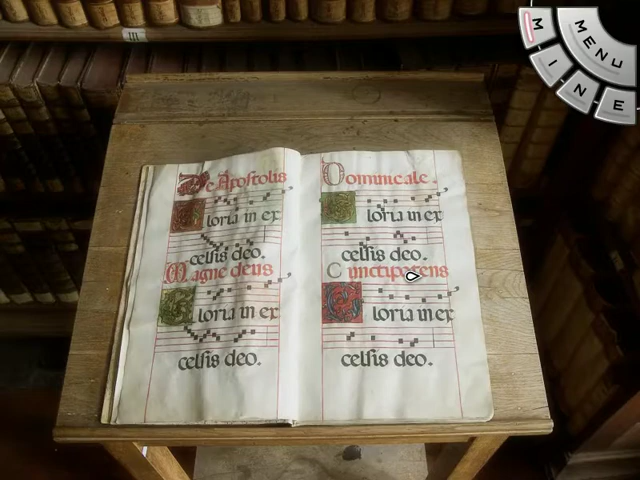 III
De Apostolis
Gloria in ex
celsis deo.
Magne deus
Gloria in ex
celsis deo.
Dominicale.
Gloria in ex
celsis deo.
Cunctipotens
Gloria in ex
celsis deo.
MENU
M
I
N
E